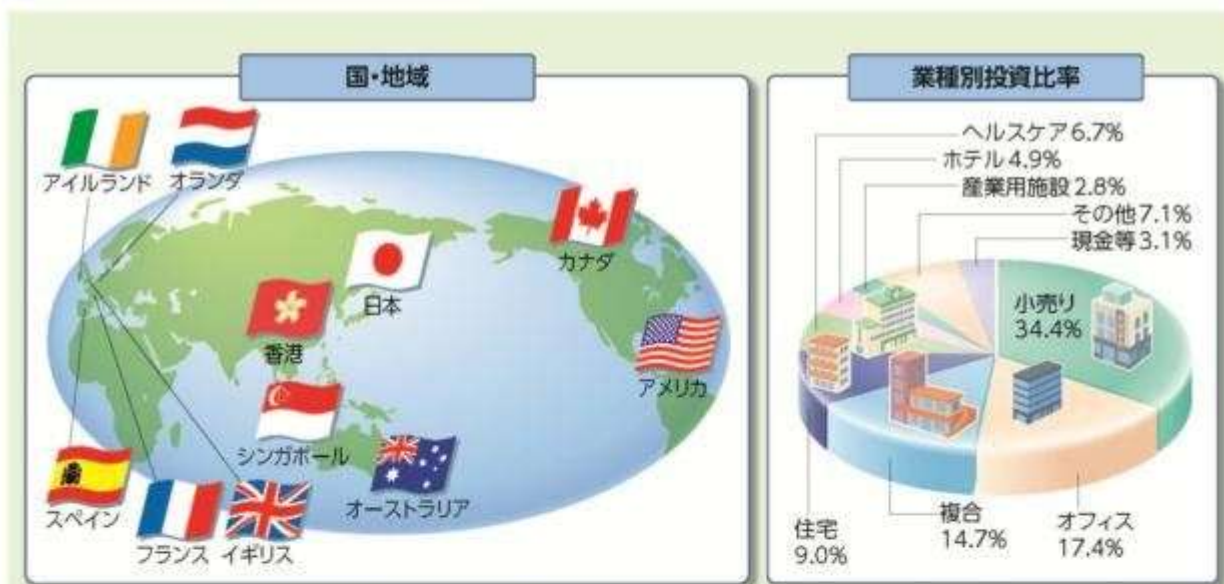 国・地域
アイルランド
オランダ
カナダ
日本
香港
アメリカ
シンガポール
オーストラリア
スペイン
フランス
イギリス
業種別投資比率
ヘルスケア6.7%
ホテル4.9%
産業用施設2.8%
その他7.1%
現金等3.1%
小売り
34.4%
オフィス
17.4%
複合
14.7%
住宅
9.0%